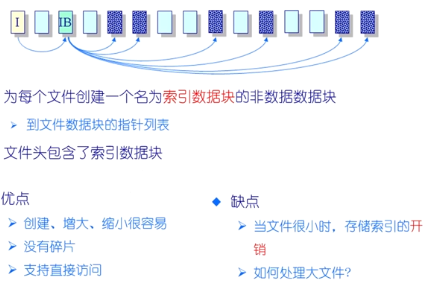 I IB
为每个文件创建一个名为索引数据块的非数据数据块
到文件数据块的指针列表
文件头包含了索引数据块
优点
创建、增大、缩小很容易
没有碎片
支持直接访问
缺点
当文件很小时，存储索引的开
销
如何处理大文件？